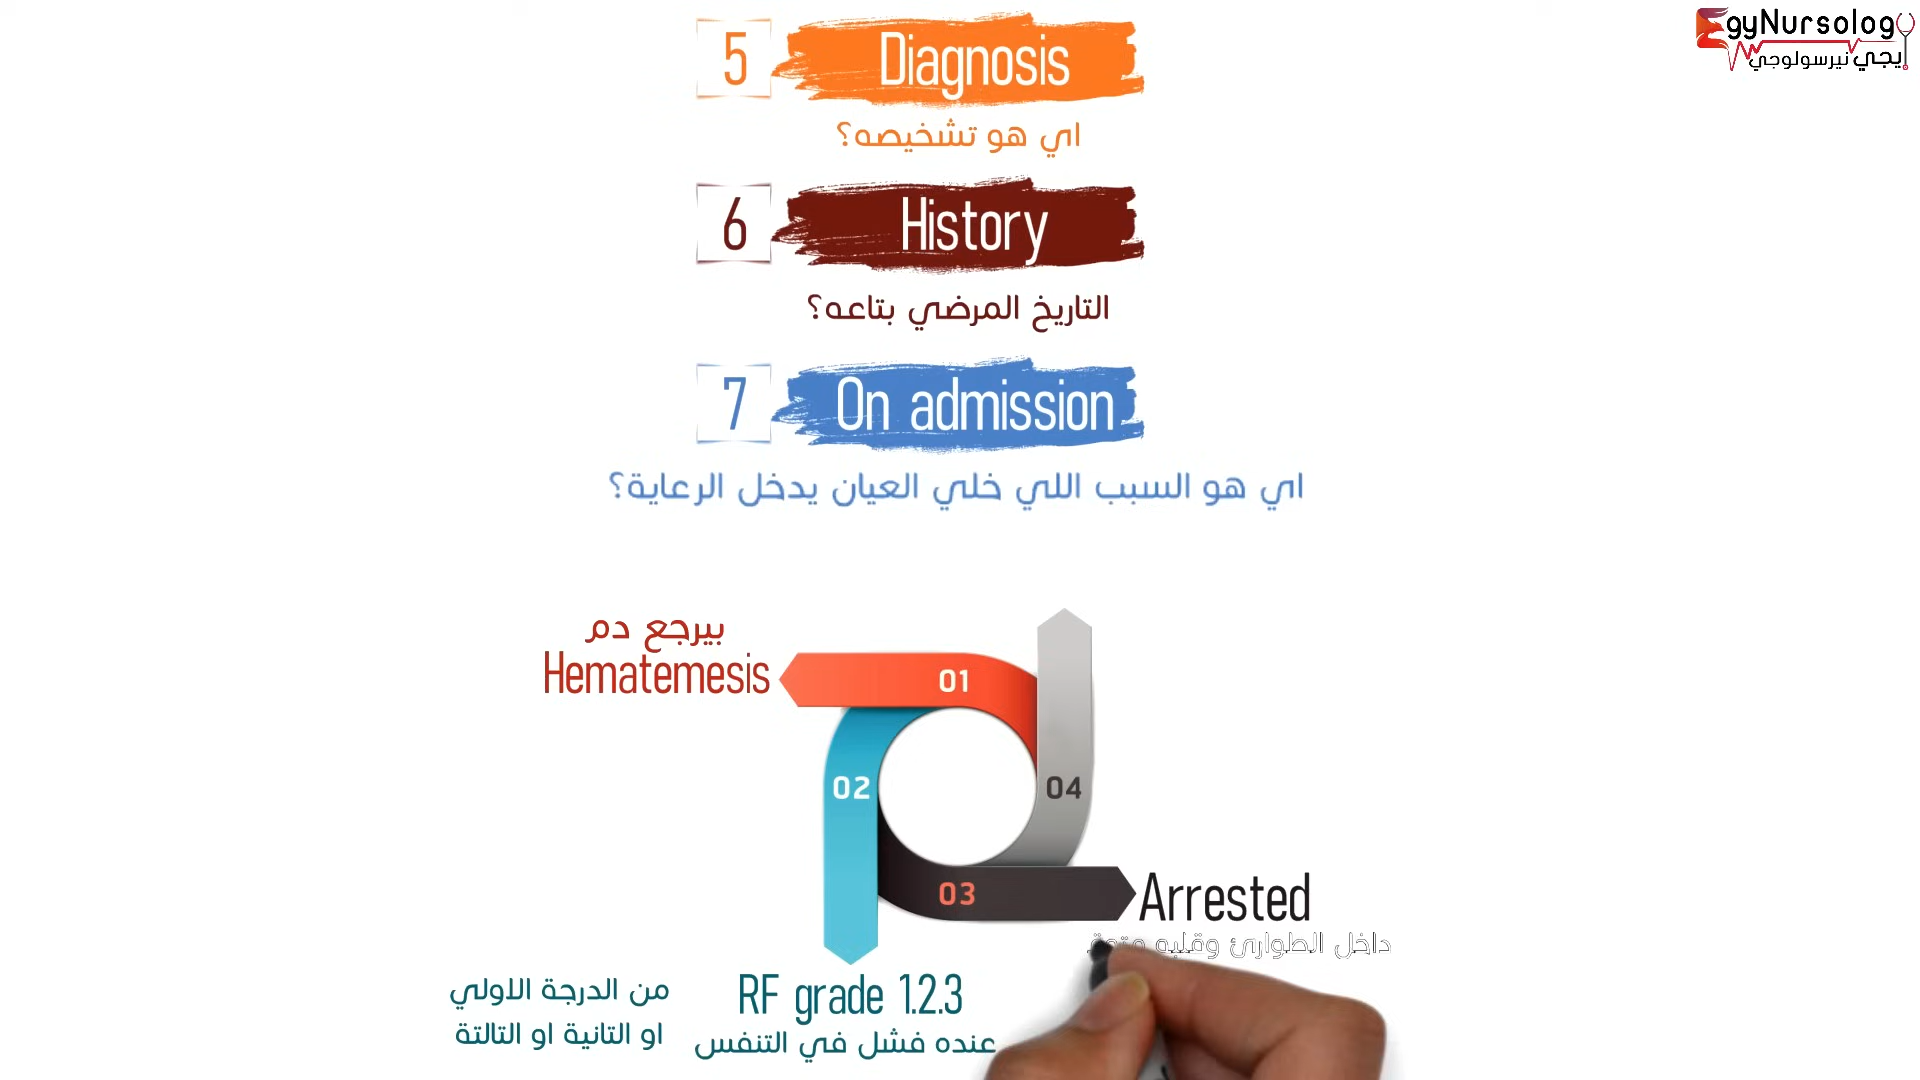 EgyNursology
إيجي نيرسولوجي
5
Diagnosis
اي هو تشخيصه؟
6
History
التاريخ المرضي بتاعه؟
7
On admission
اي هو السبب اللي خلي العيان يدخل الرعاية؟
بيرجع دم
Hematemesis
01
02
04
03
Arrested
داخل الطوارئ وقلبه
RF grade 1.2.3
عنده فشل في التنفس
من الدرجة الاولي
او التانية او التالتة